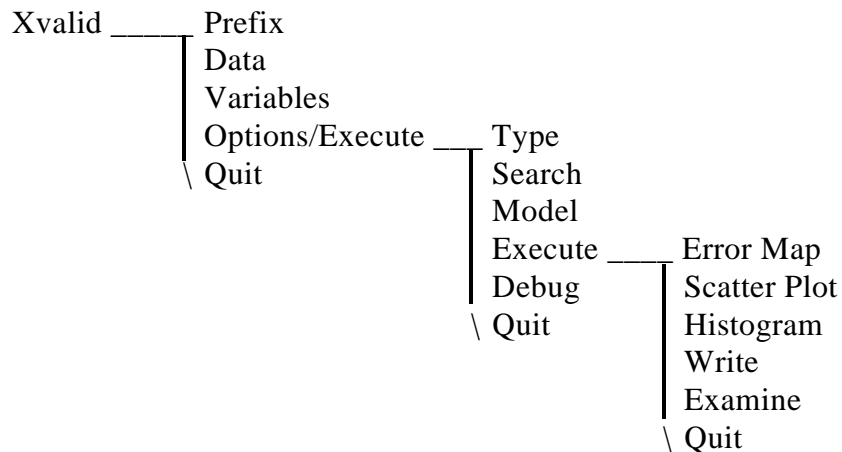 Xvalid _____ Prefix
Data
Variables
Options/Execute ___ Type
\ Quit Search
Model
Execute ____ Error Map
Debug Scatter Plot
\ Quit Histogram
Write
Examine
\ Quit